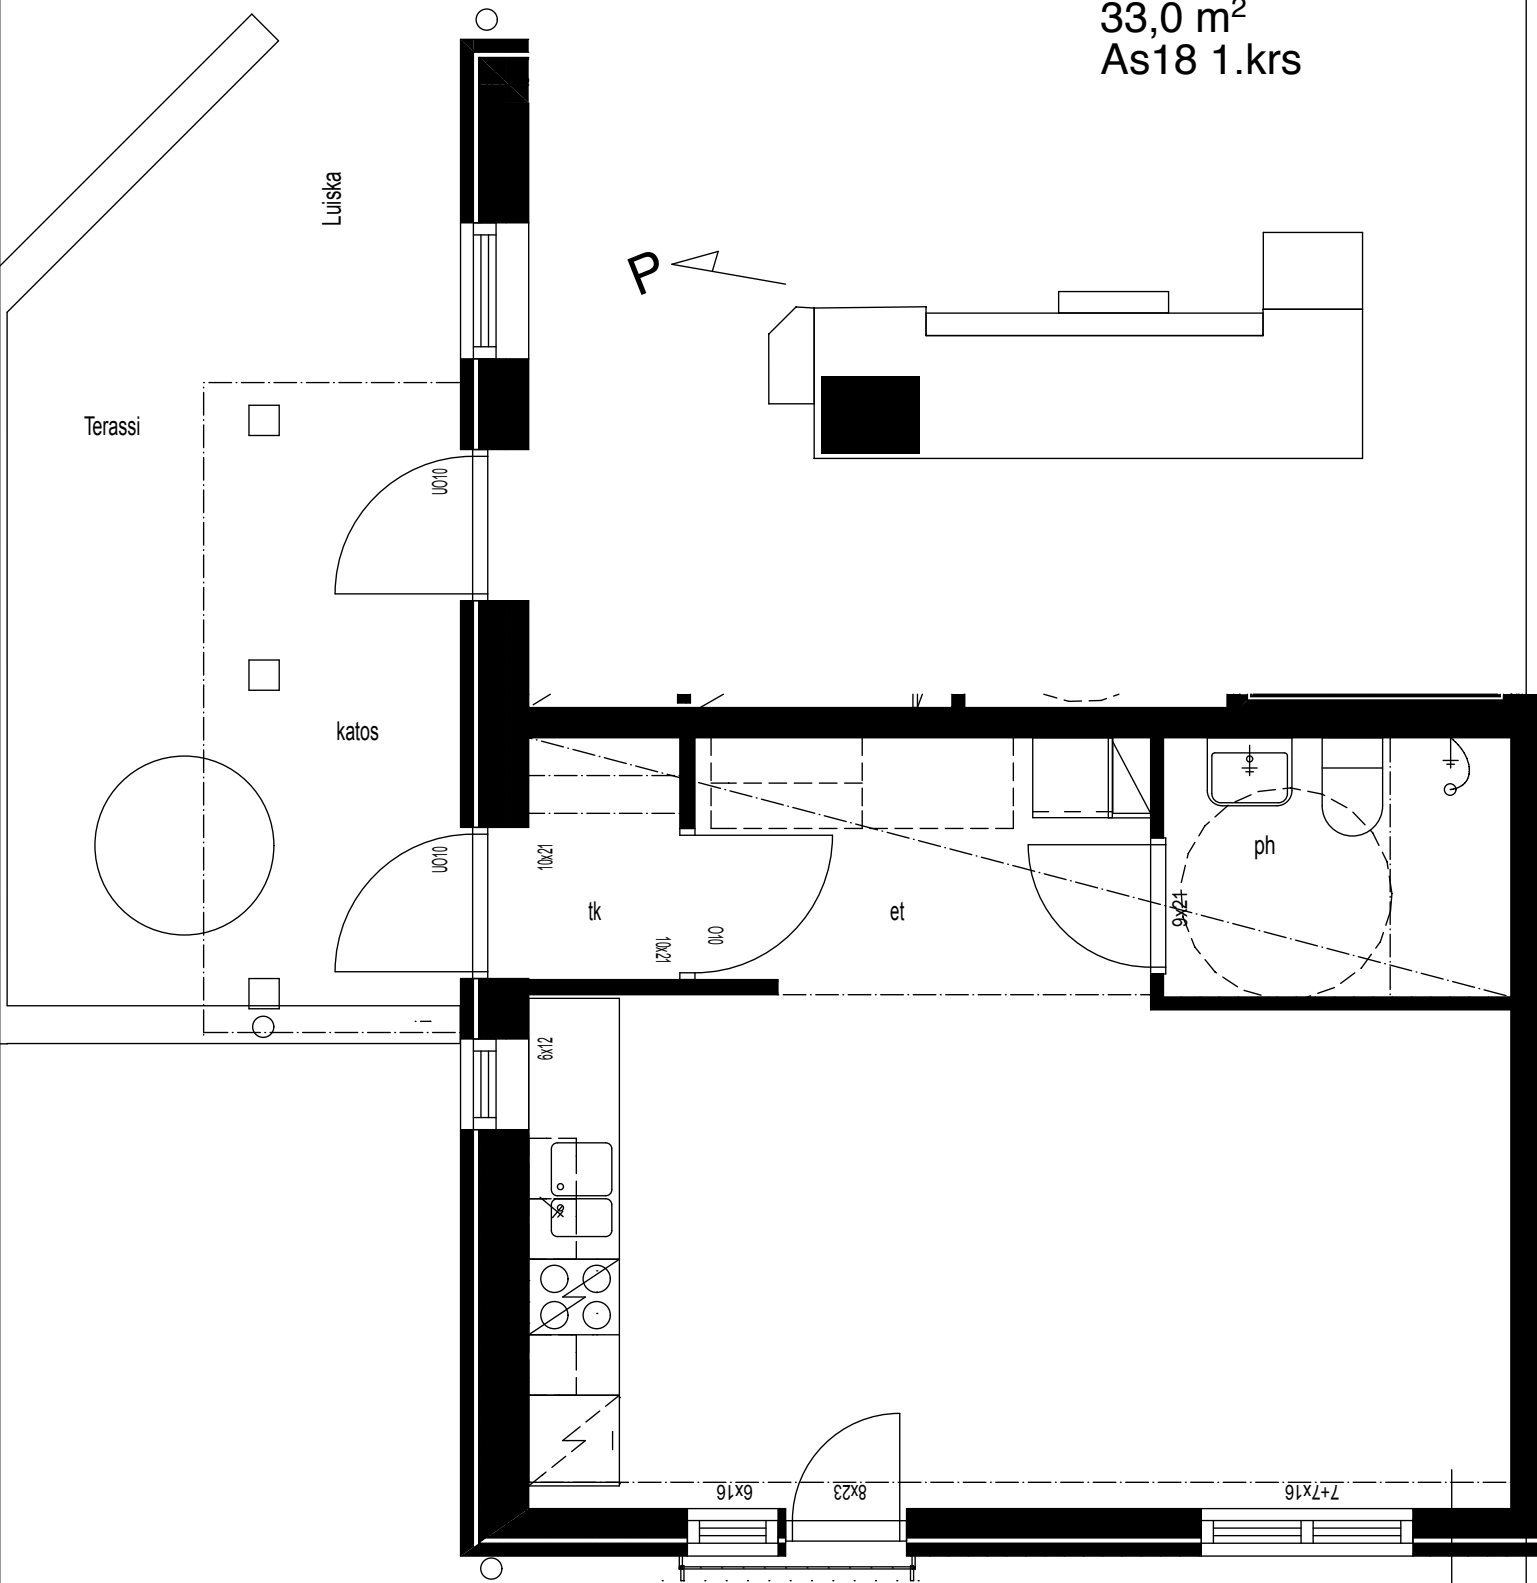 33,0 m²
As18 1.krs
Luiska
P
Terassi
UO10
katos
UO10
10x21
tk
10x21
O10
et
ph
9x21
6x12
6x16
8x23
7+7x16